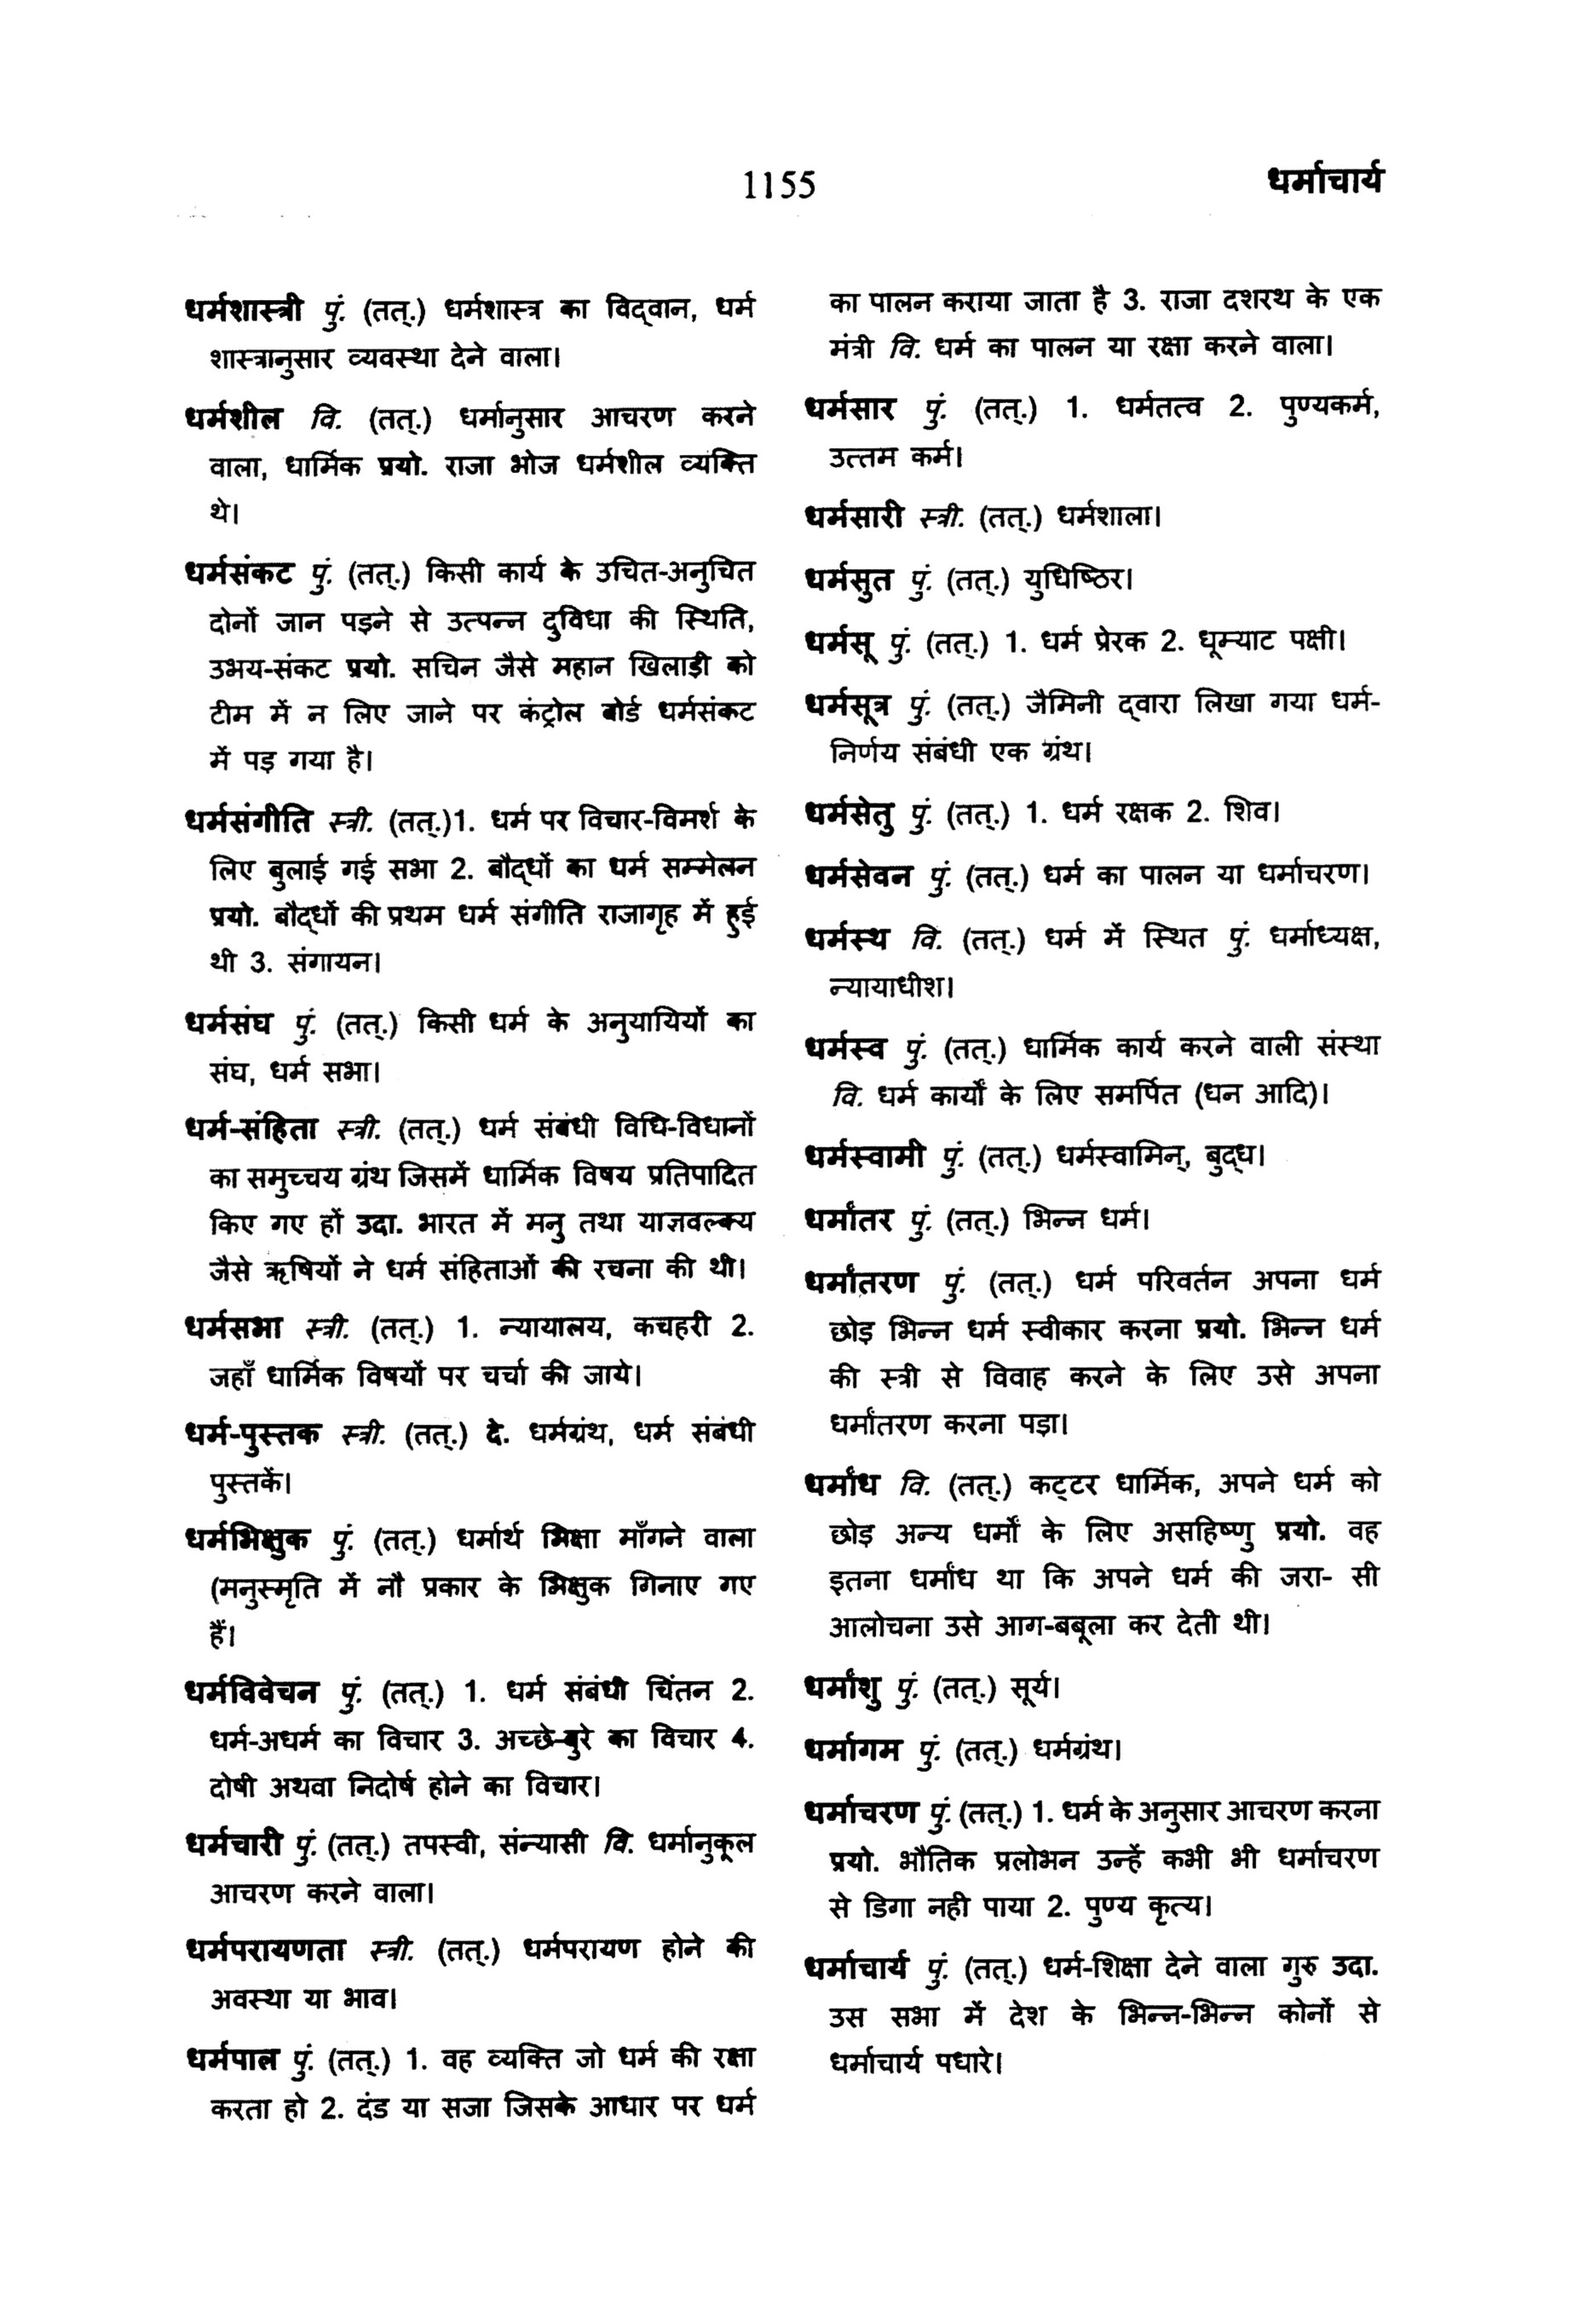 1155
धर्माचार्य
धर्मशास्त्री पुं. (तत्.) धर्मशास्त्र का विद्वान, धर्म
शास्त्रानुसार व्यवस्था देने वाला।
धर्मशील वि. (तत्.) धर्मानुसार आचरण करने
वाला, धार्मिक प्रयो. राजा भोज धर्मशील व्यक्ति
थे।
धर्मसंकट पुं. (तत्.) किसी कार्य के उचित-अनुचित
दोनों जान पड़ने से उत्पन्न दुविधा की स्थिति,
उभय-संकट प्रयो. सचिन जैसे महान खिलाड़ी को
टीम में न लिए जाने पर कंट्रोल बोर्ड धर्मसंकट
में पड़ गया है।
धर्मसंगीति स्त्री. (तत्.)1. धर्म पर विचार-विमर्श के
लिए बुलाई गई सभा 2. बौद्धों का धर्म सम्मेलन
प्रयो. बौद्धों की प्रथम धर्म संगीति राजागृह में हुई
थी 3. संगायन।
धर्मसंघ पुं. (तत्.) किसी धर्म के अनुयायियों का
संघ, धर्म सभा।
धर्म-संहिता स्त्री. (तत्.) धर्म संबंधी विधि-विधानों
का समुच्चय ग्रंथ जिसमें धार्मिक विषय प्रतिपादित
किए गए हों उदा. भारत में मनु तथा याज्ञवल्क्य
जैसे ऋषियों ने धर्म संहिताओं की रचना की थी।
धर्मसभा स्त्री. (तत्.) 1. न्यायालय, कचहरी 2.
जहाँ धार्मिक विषयों पर चर्चा की जाये।
धर्म-पुस्तक स्त्री. (तत्.) दे. धर्मग्रंथ, धर्म संबंधी
पुस्तकें।
धर्मभिक्षुक पुं. (तत्.) धर्मार्थ भिक्षा माँगने वाला
(मनुस्मृति में नौ प्रकार के भिक्षुक गिनाए गए
हैं।
धर्मविवेचन पुं. (तत्.) 1. धर्म संबंधी चिंतन 2.
धर्म-अधर्म का विचार 3. अच्छे-बुरे का विचार 4.
दोषी अथवा निदोर्ष होने का विचार।
धर्मचारी पुं. (तत्.) तपस्वी, संन्यासी वि. धर्मानुकूल
आचरण करने वाला।
धर्मपरायणता स्त्री. (तत्.) धर्मपरायण होने की
अवस्था या भाव।
धर्मपाल पुं. (तत्.) 1. वह व्यक्ति जो धर्म की रक्षा
करता हो 2. दंड या सजा जिसके आधार पर धर्म
का पालन कराया जाता है 3. राजा दशरथ के एक
मंत्री वि. धर्म का पालन या रक्षा करने वाला।
धर्मसार पुं. (तत्.) 1. धर्मतत्व 2. पुण्यकर्म,
उत्तम कर्म।
धर्मसारी स्त्री. (तत्.) धर्मशाला।
धर्मसुत पुं. (तत्.) युधिष्ठिर।
धर्मसू पुं. (तत्.) 1. धर्म प्रेरक 2. धूम्याट पक्षी।
धर्मसूत्र पुं. (तत्.) जैमिनी द्वारा लिखा गया धर्म-
निर्णय संबंधी एक ग्रंथ।
धर्मसेतु पुं. (तत्.) 1. धर्म रक्षक 2. शिव।
धर्मसेवन पुं. (तत्.) धर्म का पालन या धर्माचरण।
धर्मस्थ वि. (तत्.) धर्म में स्थित पुं. धर्माध्यक्ष,
न्यायाधीश।
धर्मस्व पुं. (तत्.) धार्मिक कार्य करने वाली संस्था
वि. धर्म कार्यों के लिए समर्पित (धन आदि)।
धर्मस्वामी पुं. (तत्.) धर्मस्वामिन्, बुद्ध।
धर्मांतर पुं. (तत्.) भिन्न धर्म।
धर्मांतरण पुं. (तत्.) धर्म परिवर्तन अपना धर्म
छोड़ भिन्न धर्म स्वीकार करना प्रयो. भिन्न धर्म
की स्त्री से विवाह करने के लिए उसे अपना
धर्मांतरण करना पड़ा।
धर्मांध वि. (तत्.) कट्टर धार्मिक, अपने धर्म को
छोड़ अन्य धर्मों के लिए असहिष्णु प्रयो. वह
इतना धर्मांध था कि अपने धर्म की जरा- सी
आलोचना उसे आग-बबूला कर देती थी।
धर्मांशु पुं. (तत्.) सूर्य।
धर्मागम पुं. (तत्.) धर्मग्रंथ।
धर्माचरण पुं. (तत्.) 1. धर्म के अनुसार आचरण करना
प्रयो. भौतिक प्रलोभन उन्हें कभी भी धर्माचरण
से डिगा नही पाया 2. पुण्य कृत्य।
धर्माचार्य पुं. (तत्.) धर्म-शिक्षा देने वाला गुरु उदा.
उस सभा में देश के भिन्न-भिन्न कोनों से
धर्माचार्य पधारे।